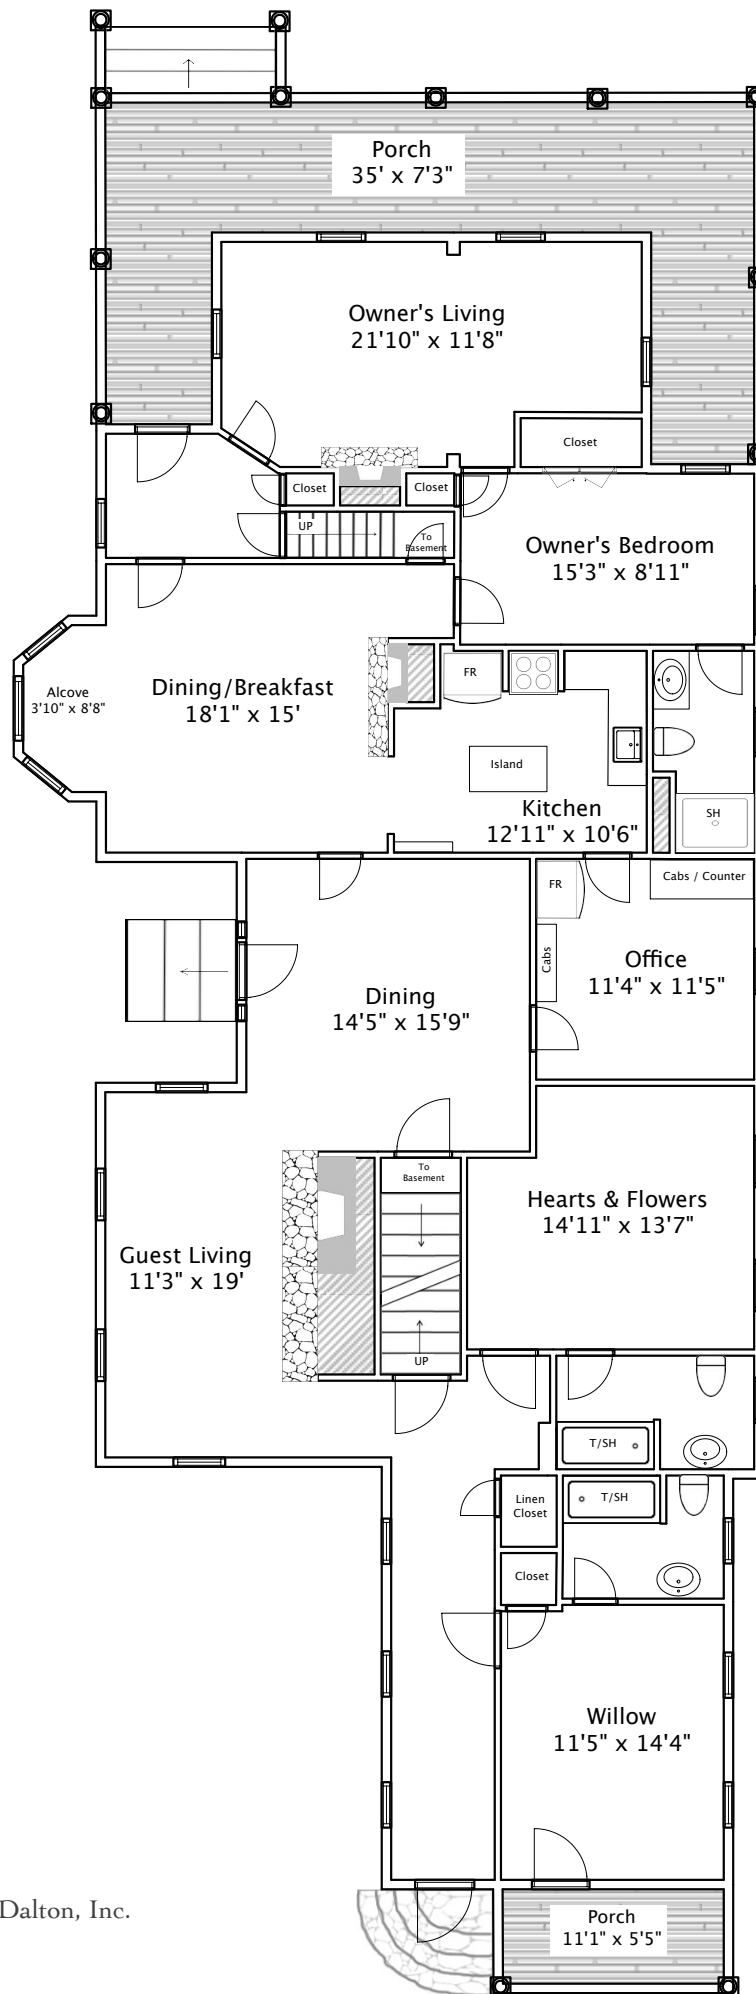 Porch
35' x 7'3"
Owner's Living
21'10" x 11'8"
Closet
Closet
Closet
UP
To
Basement
Owner's Bedroom
15'3" x 8'11"
Alcove
3'10" x 8'8"
Dining/Breakfast
18'1" x 15'
FR
Island
Kitchen
12'11" x 10'6"
SH
FR
Cabs / Counter
Cabs
Office
11'4" x 11'5"
Dining
14'5" x 15'9"
To
Basement
Hearts & Flowers
14'11" x 13'7"
Guest Living
11'3" x 19'
UP
T/SH
T/SH
Linen
Closet
Closet
Willow
11'5" x 14'4"
Dalton, Inc.
Porch
11'1" x 5'5"